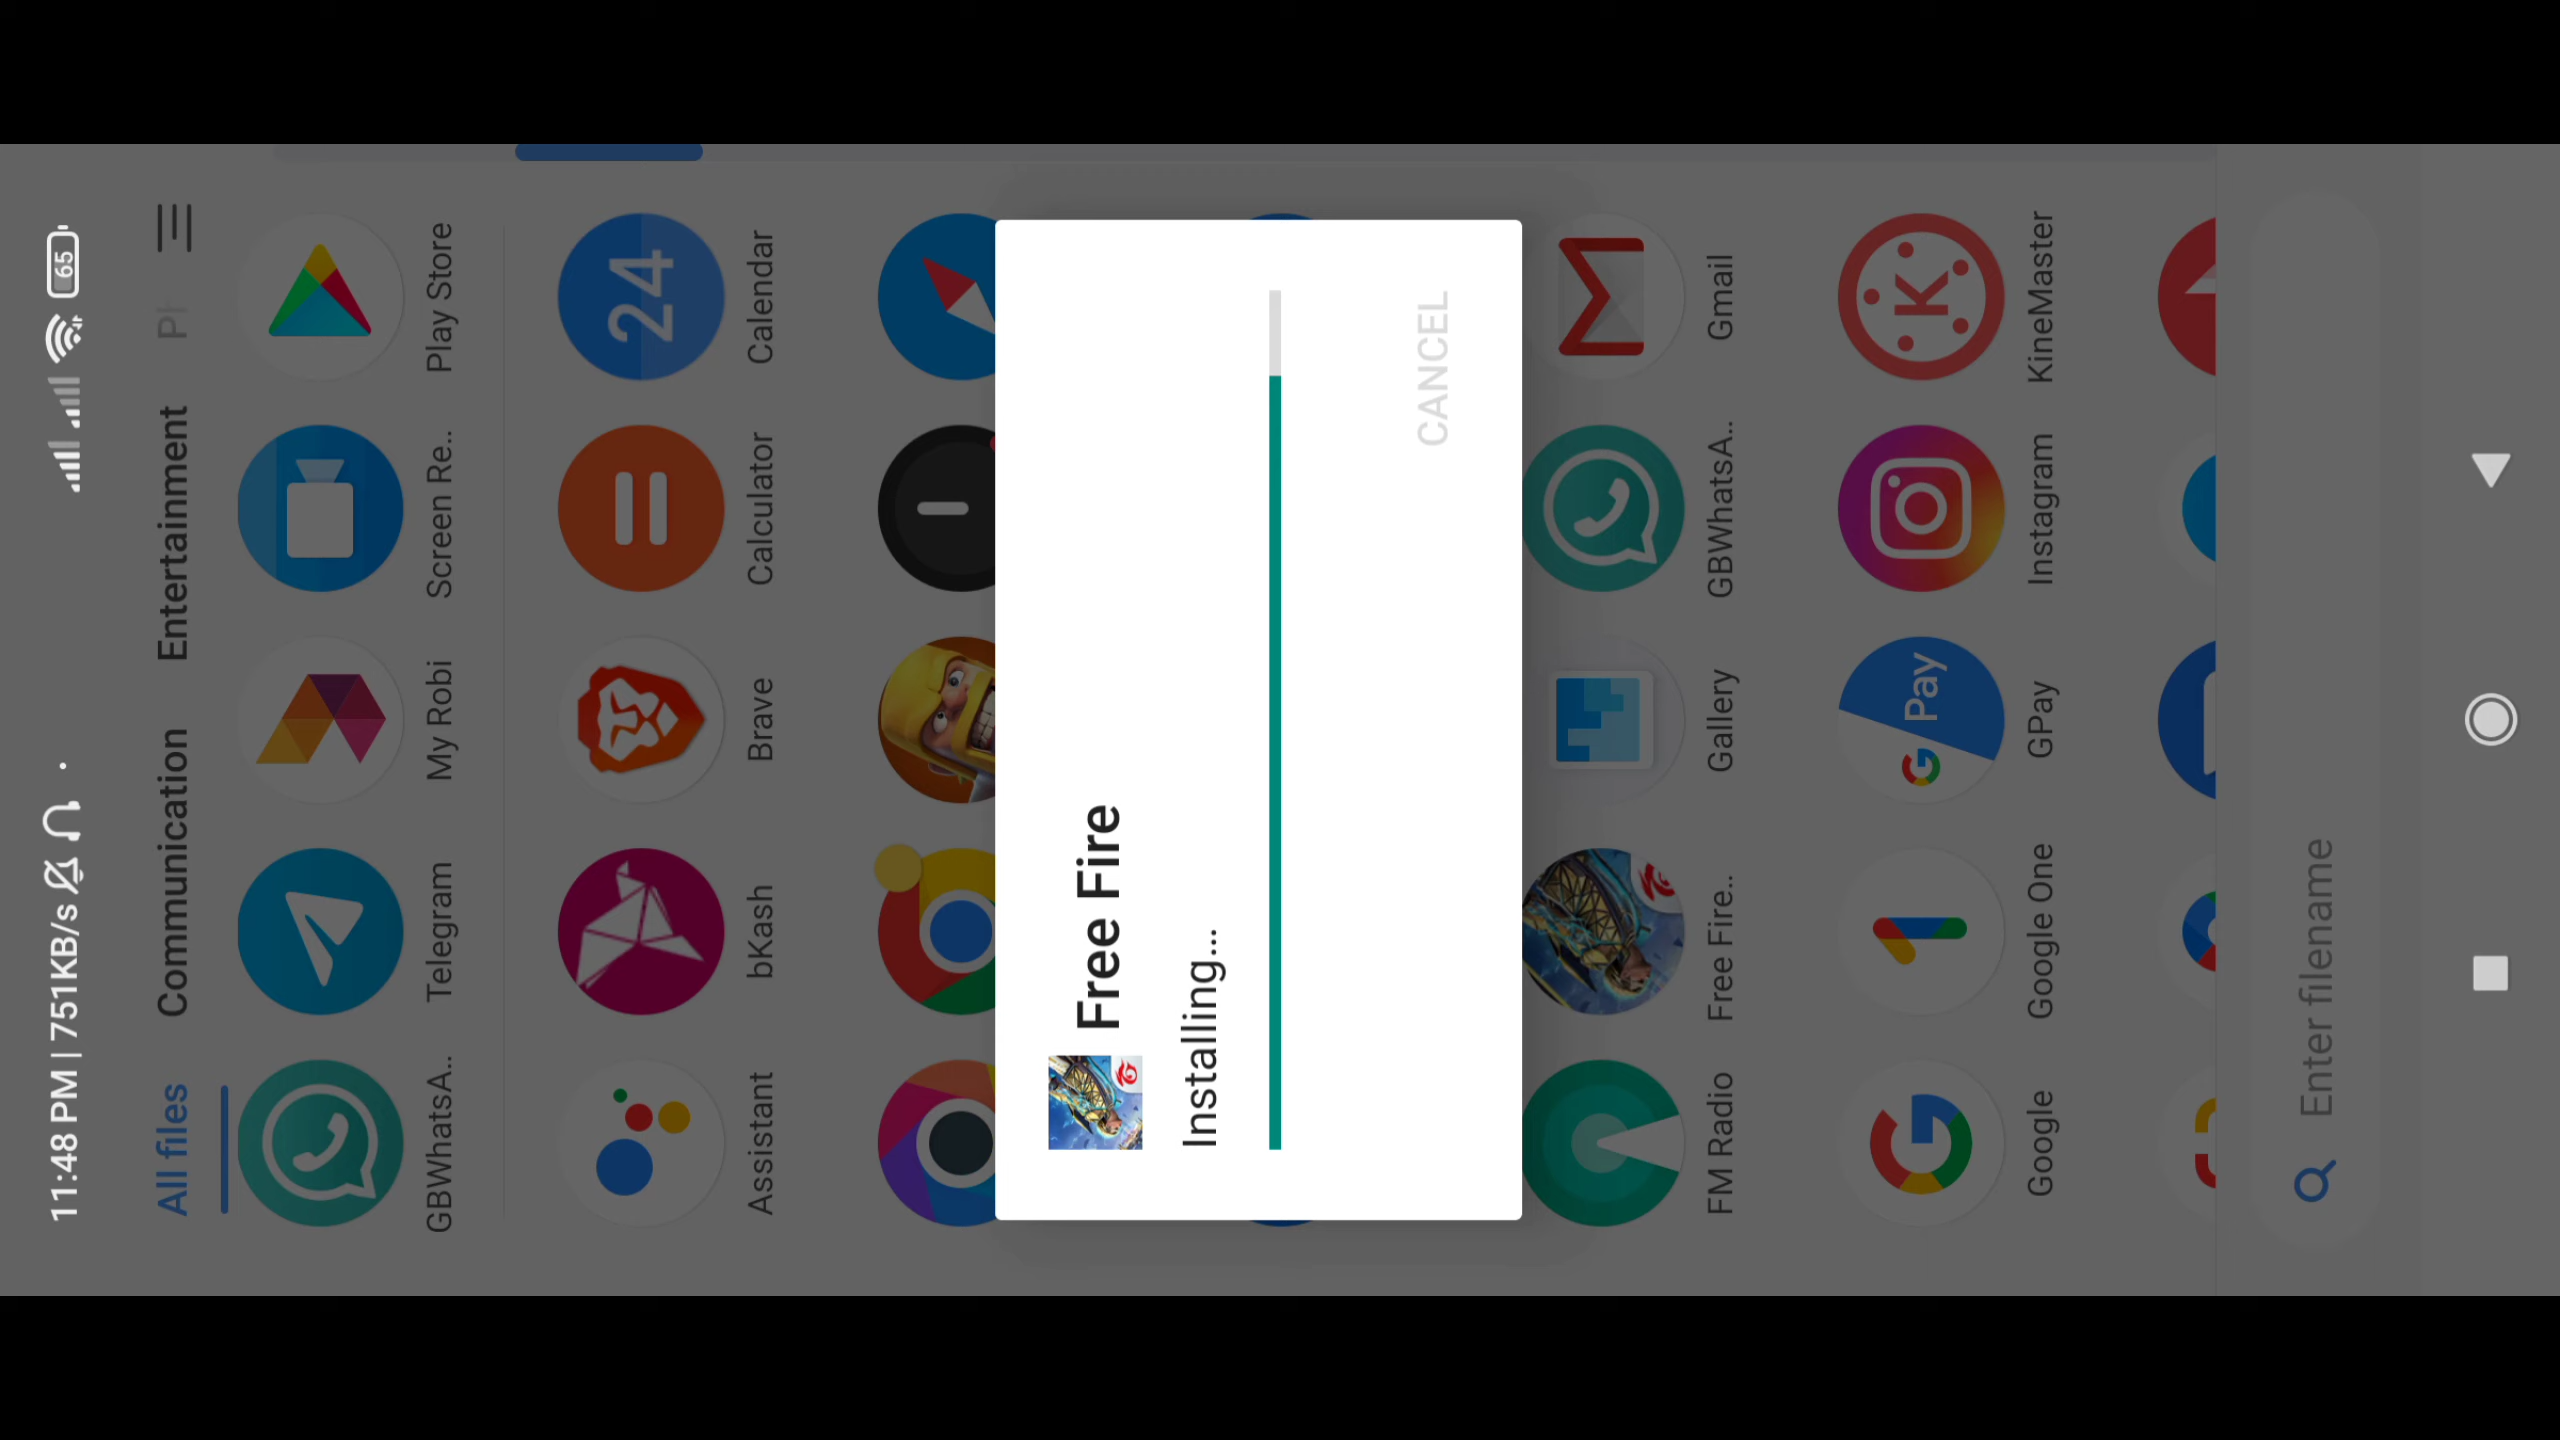 11:48 PM | 751KB/s
65
All files Communication Entertainment
GBWhatsA.. Telegram My Robi Screen Re.. Play Store
24
Assistant bKash Brave Calculator Calendar
Free Fire
Installing...
CANCEL
FM Radio Free Fire.. Gallery GBWhatsA.. Gmail
G Pay
K
Google Google One GPay Instagram KineMaster
Enter filename